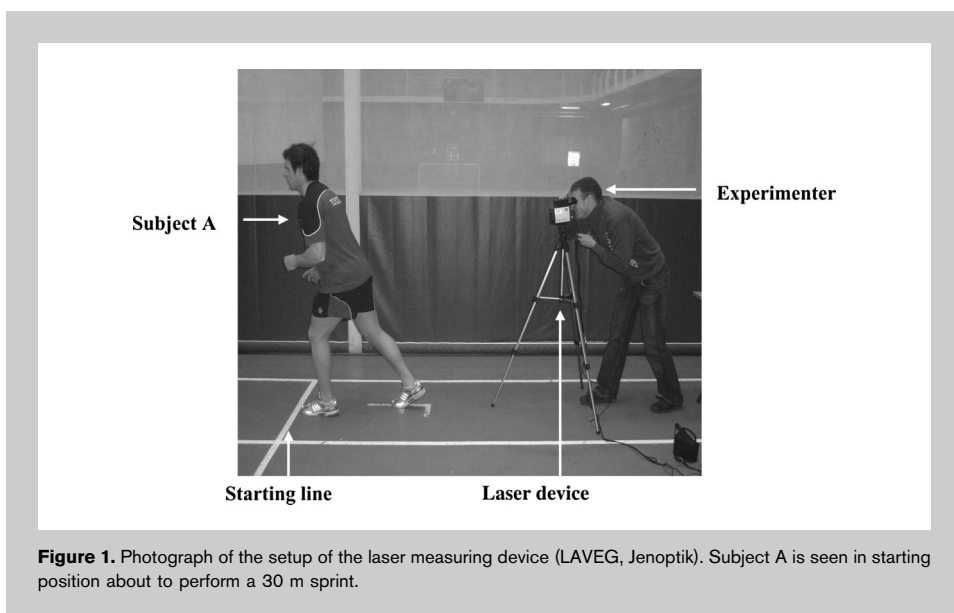 Experimenter
Subject A
Starting line
Laser device
Figure 1. Photograph of the setup of the laser measuring device (LAVEG, Jenoptik). Subject A is seen in starting
position about to perform a 30 m sprint.